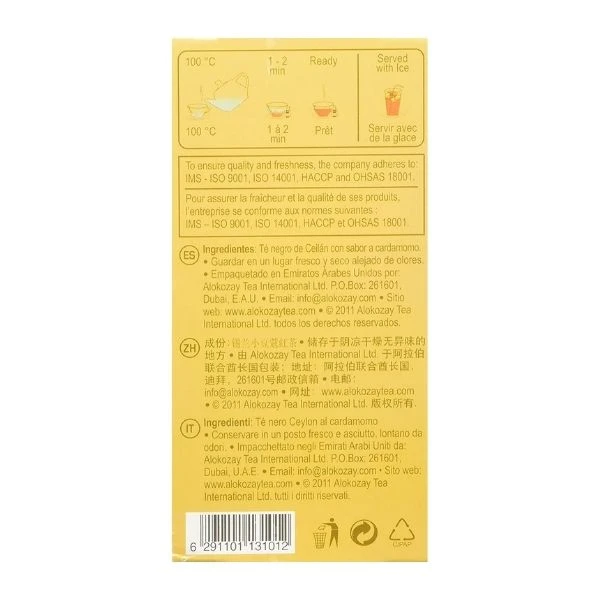 100 °C 1 - 2 min Ready
Served with Ice
100 °C 1 à 2 min Prêt
Servir avec de la glace
To ensure quality and freshness, the company adheres to:
IMS - ISO 9001, ISO 14001, HACCP and OHSAS 18001.
Pour assurer la fraîcheur et la qualité de ses produits,
l'entreprise se conforme aux normes suivantes :
IMS – ISO 9001, ISO 14001, HACCP et OHSAS 18001.
ES Ingredientes: Té negro de Ceilán con sabor a cardamomo.
• Guardar en un lugar fresco y seco alejado de olores.
• Empaquetado en Emiratos Árabes Unidos por:
Alokozay Tea International Ltd. P.O.Box: 261601,
Dubai, E.A.U. • Email: info@alokozay.com • Sitio
web: www.alokozaytea.com • © 2011 Alokozay Tea
International Ltd. todos los derechos reservados.
ZH 成份: 锡兰小豆蔻红茶 • 储存于阴凉干燥无异味的
地方 • 由 Alokozay Tea International Ltd. 于阿拉伯
联合酋长国包装; 地址: 阿拉伯联合酋长国,
迪拜, 261601号邮政信箱 • 电邮:
info@alokozay.com • 网址: www.alokozaytea.com
• © 2011 Alokozay Tea International Ltd. 版权所有.
IT Ingredienti: Té nero Ceylon al cardamomo
• Conservare in un posto fresco e asciutto, lontano da
odori. • Impacchettato negli Emirati Arabi Uniti da:
Alokozay Tea International Ltd. P.O.Box: 261601,
Dubai, U.A.E. • Email: info@alokozay.com • Sito web:
www.alokozaytea.com • © 2011 Alokozay Tea
International Ltd. tutti i diritti riservati.
6 291101 131012
C/PAP